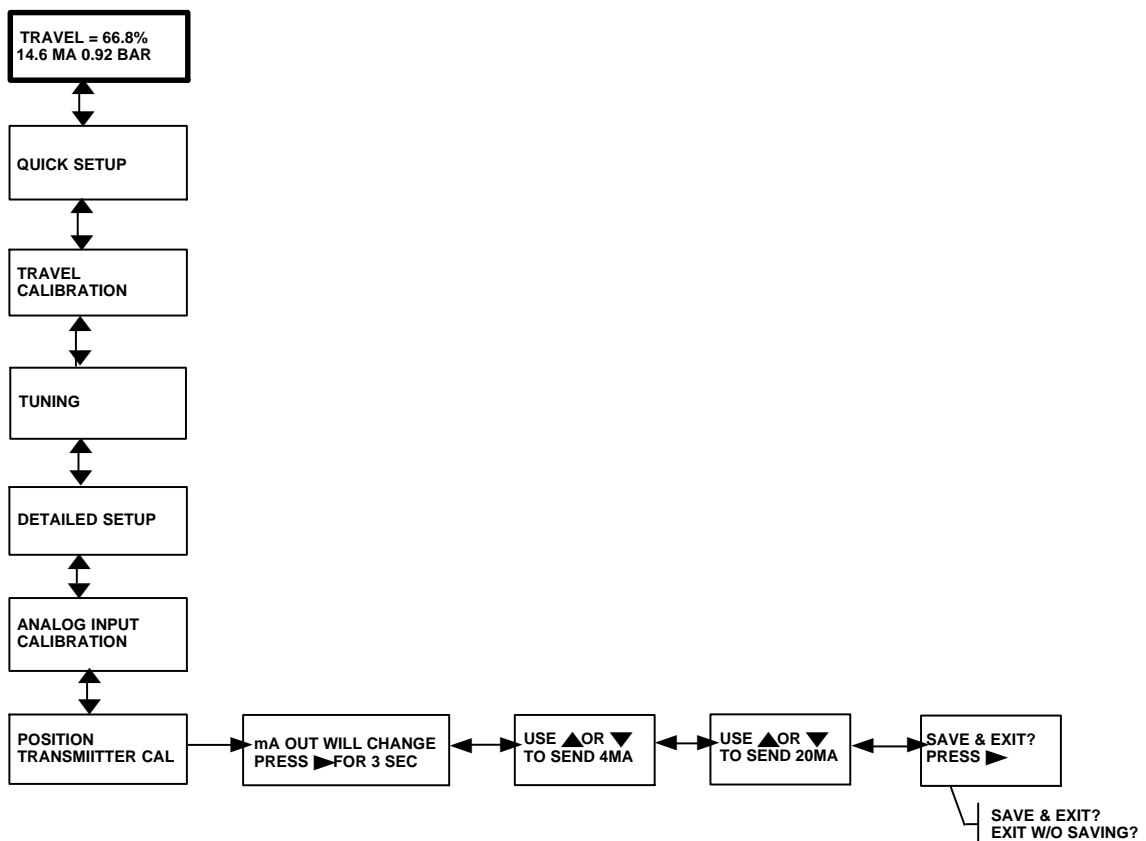 TRAVEL = 66.8%
14.6 MA 0.92 BAR
QUICK SETUP
TRAVEL
CALIBRATION
TUNING
DETAILED SETUP
ANALOG INPUT
CALIBRATION
POSITION
TRANSMIITTER CAL
mA OUT WILL CHANGE
PRESS ▶FOR 3 SEC
USE ▲OR ▼
TO SEND 4MA
USE ▲OR ▼
TO SEND 20MA
SAVE & EXIT?
PRESS ▶
SAVE & EXIT?
EXIT W/O SAVING?